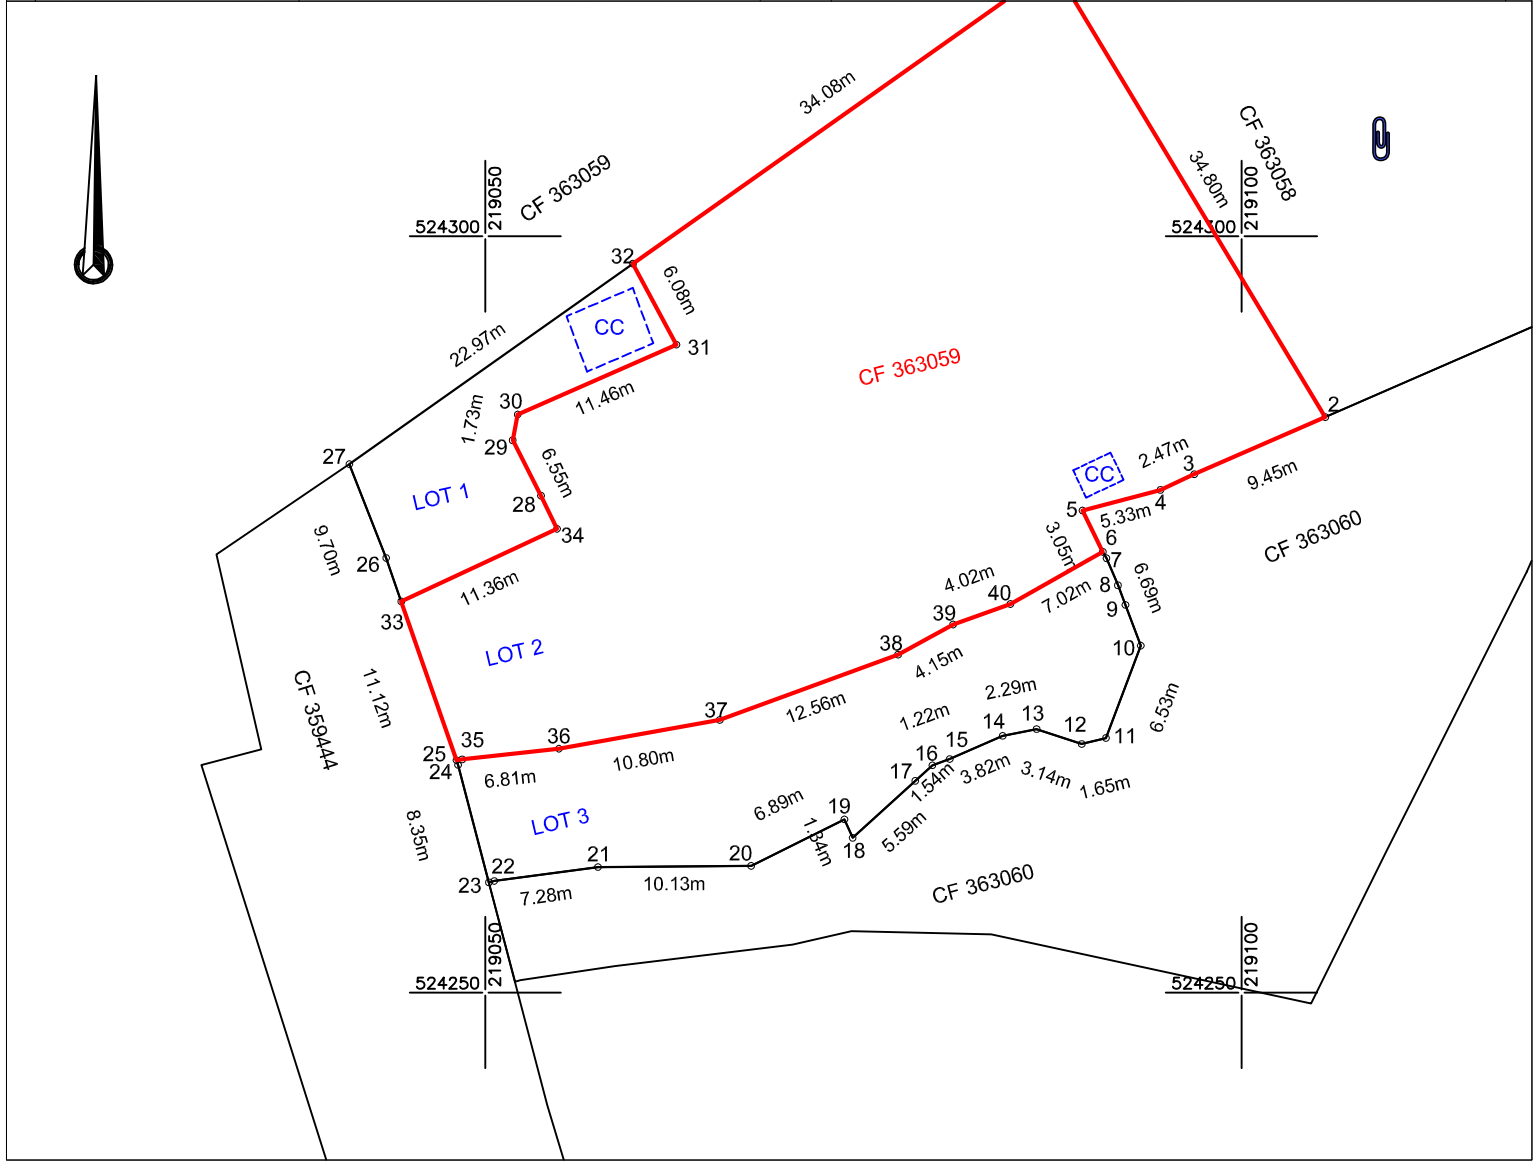 34.08m
CF 363059
219050
524300
CF 363058
34.80m
219100
524300
32
6.08m
31
CC
22.97m
CF 363059
30
11.46m
1.73m
29
6.55m
2
27
LOT 1
28
34
CC
2.47m
3
9.45m
4
5
5.33m
CF 363060
3.05m
6
7
9.70m
26
11.36m
33
4.02m
40
7.02m
8
6.69m
9
39
38
4.15m
10
LOT 2
CF 359444
11.12m
37
12.56m
2.29m
1.22m
6.53m
36
10.80m
35
25
24
6.81m
14
13
12
11
15
16
17
1.54m
3.82m
3.14m
1.65m
LOT 3
8.35m
6.89m
19
1.34m
18
5.59m
20
21
22
23
7.28m
10.13m
CF 363060
219050
524250
219100
524250